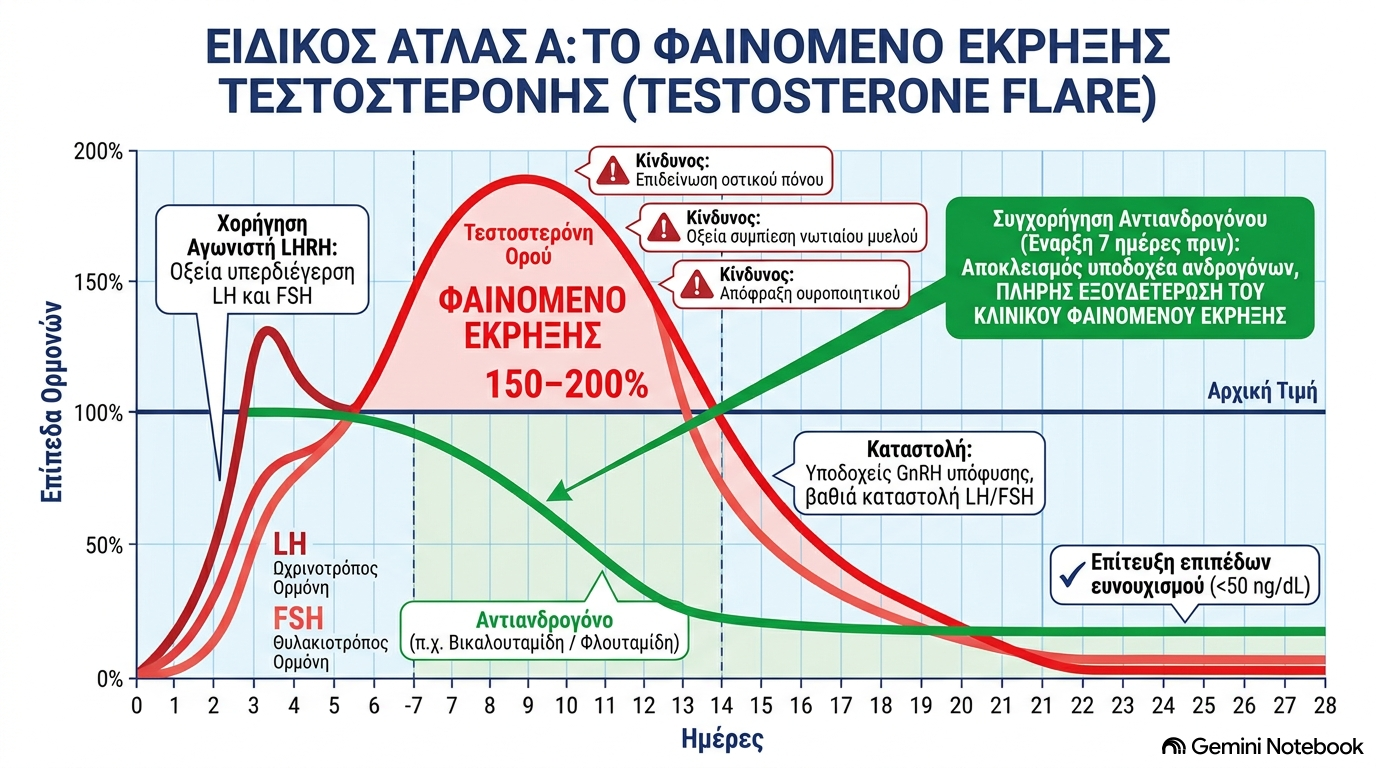 ΕΙΔΙΚΟΣ ΑΤΛΑΣ Α: ΤΟ ΦΑΙΝΟΜΕΝΟ ΕΚΡΗΞΗΣ
ΤΕΣΤΟΣΤΕΡΟΝΗΣ (TESTOSTERONE FLARE)
Επίπεδα Ορμονών
200%
150%
100%
50%
0%
Χορήγηση
Αγωνιστή LHRH:
Οξεία υπερδιέγερση
LH και FSH
Τεστοστερόνη
Ορού
ΦΑΙΝΟΜΕΝΟ
ΕΚΡΗΞΗΣ
150–200%
Κίνδυνος:
Επιδείνωση οστικού πόνου
Κίνδυνος:
Οξεία συμπίεση νωτιαίου μυελού
Κίνδυνος:
Απόφραξη ουροποιητικού
Συγχορήγηση Αντιανδρογόνου
(Έναρξη 7 ημέρες πριν):
Αποκλεισμός υποδοχέα ανδρογόνων,
ΠΛΗΡΗΣ ΕΞΟΥΔΕΤΕΡΩΣΗ ΤΟΥ
ΚΛΙΝΙΚΟΥ ΦΑΙΝΟΜΕΝΟΥ ΕΚΡΗΞΗΣ
Αρχική Τιμή
Καταστολή:
Υποδοχείς GnRH υπόφυσης,
βαθιά καταστολή LH/FSH
LH
Ωχρινοτρόπος
Ορμόνη
FSH
Θυλακιοτρόπος
Ορμόνη
Αντιανδρογόνο
(π.χ. Βικαλουταμίδη / Φλουταμίδη)
Επίτευξη επιπέδων
ευνουχισμού (<50 ng/dL)
0 1 2 3 4 5 6 -7 7 8 9 10 11 12 13 14 15 16 17 18 19 20 20 21 22 23 24 25 26 27 28
Ημέρες
Gemini Notebook